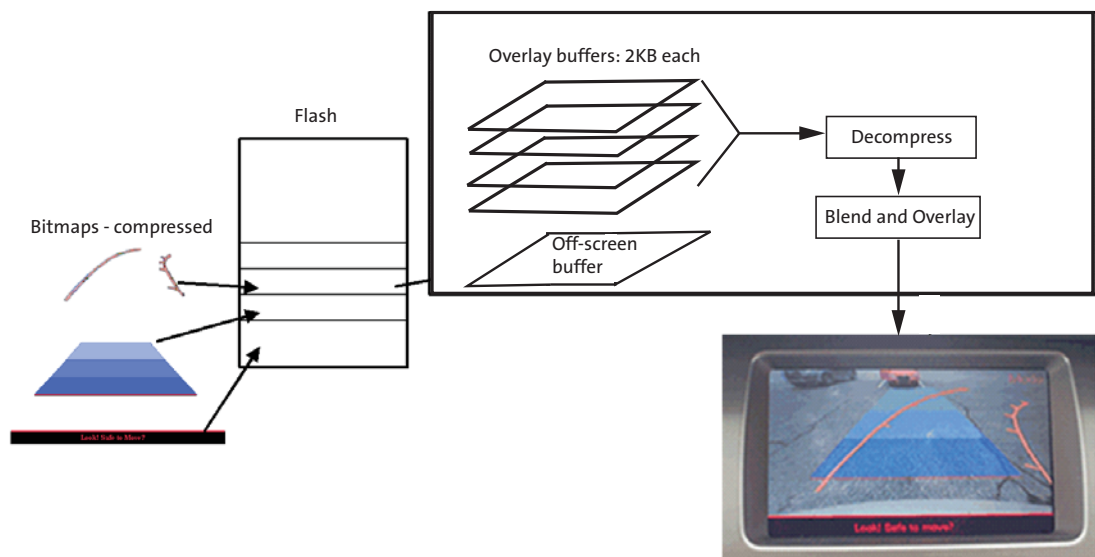 Overlay buffers: 2KB each
Flash
Decompress
Bitmaps - compressed
Blend and Overlay
Off-screen
buffer
Look! Safe to Move?
Look! Safe to move?